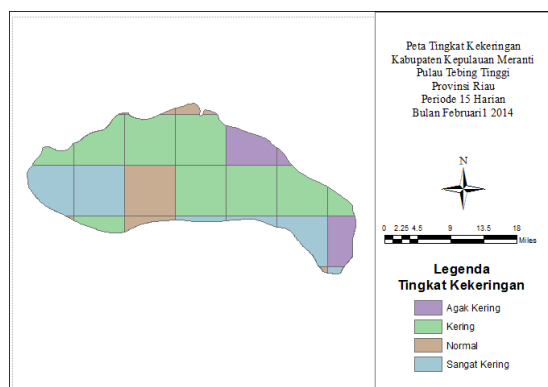 Peta Tingkat Kekeringan
Kabupaten Kepulauan Meranti
Pulau Tebing Tinggi
Provinsi Riau
Periode 15 Harian
Bulan Februari1 2014
N
0 2.25 4.5 9 13.5 18
Miles
Legenda
Tingkat Kekeringan
Agak Kering
Kering
Normal
Sangat Kering